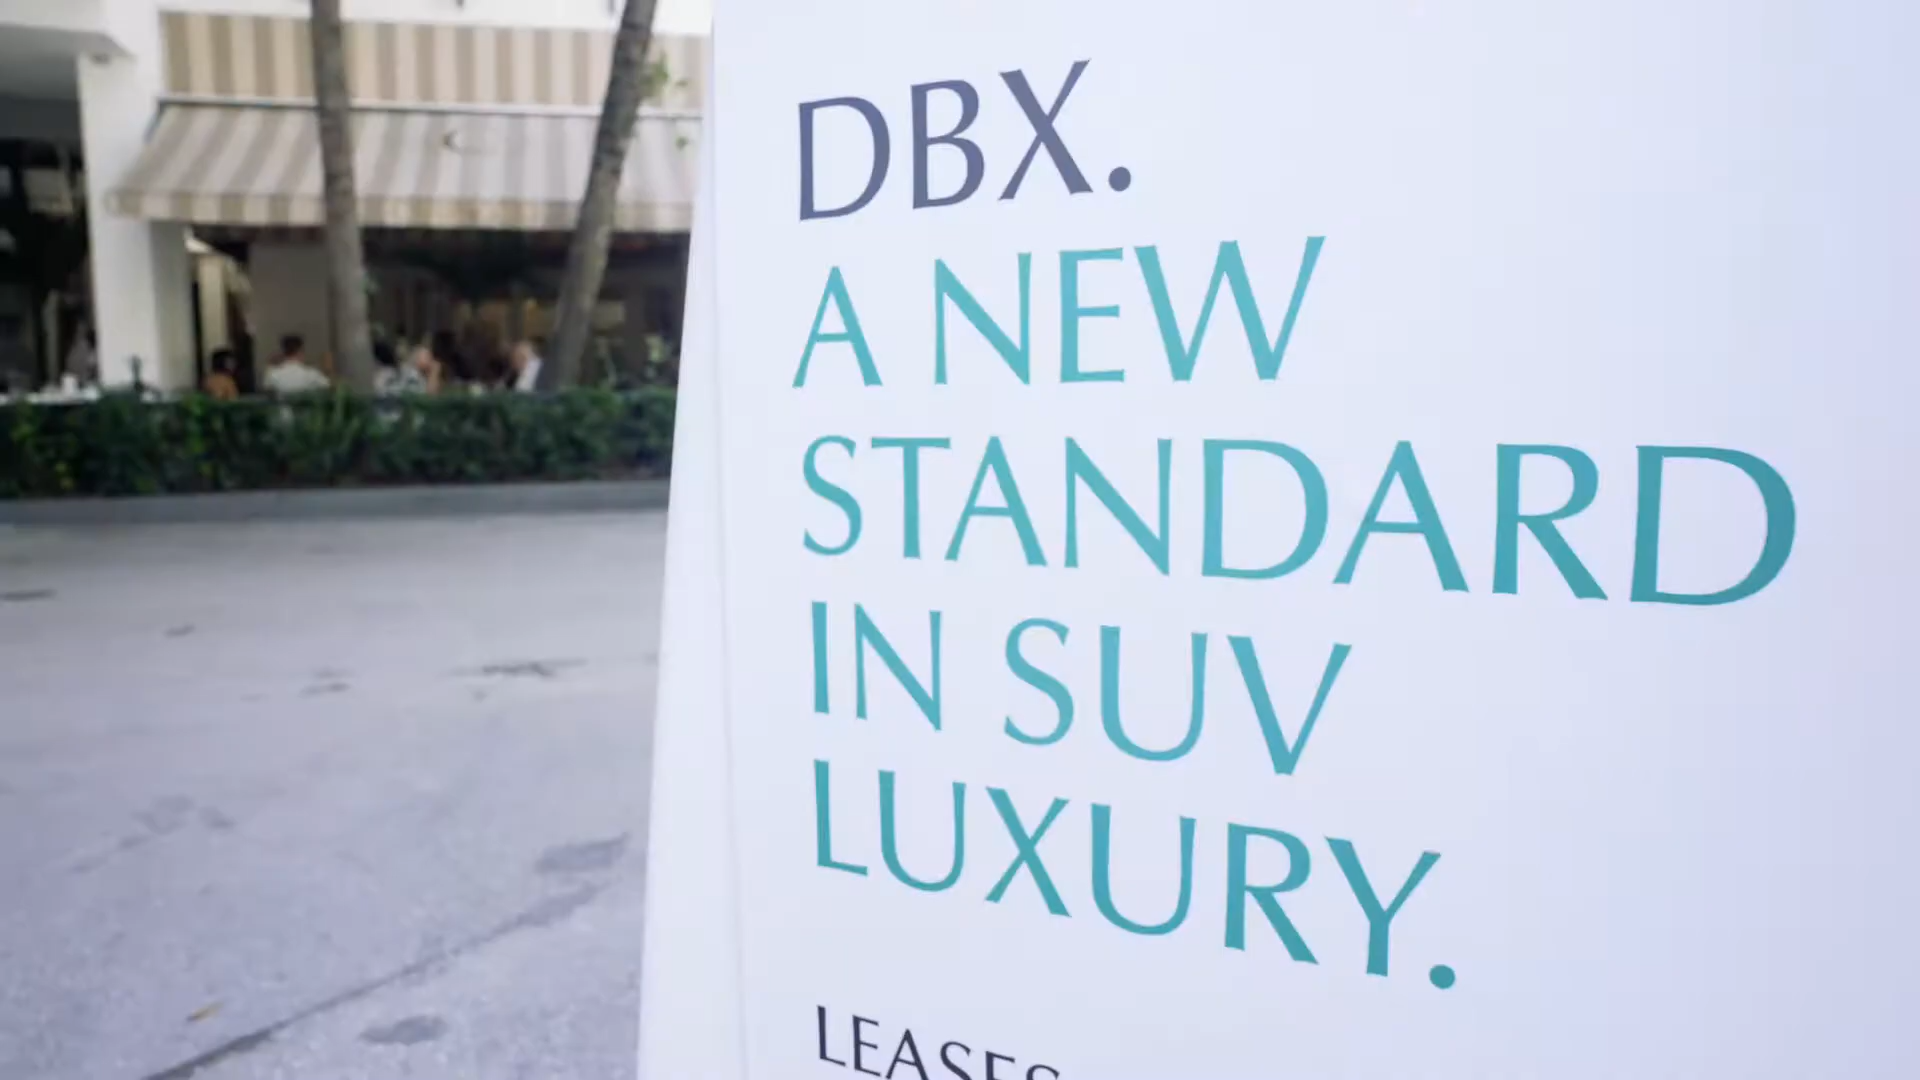 DBX.
A NEW
STANDARD
IN SUV
LUXURY.
LEASES